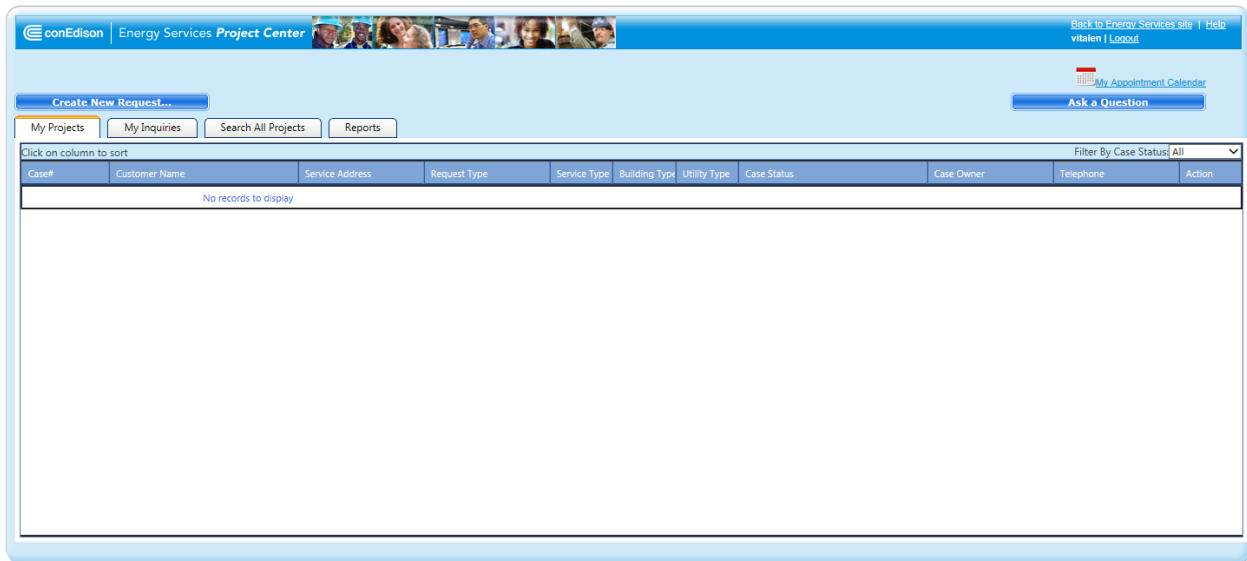 conEdison Energy Services Project Center
Back to Energy Services site | Help
vitalen | Logout
My Appointment Calendar
Create New Request...
Ask a Question
My Projects My Inquiries Search All Projects Reports
Click on column to sort Filter By Case Status: All
Case# Customer Name Service Address Request Type Service Type Building Type Utility Type Case Status Case Owner Telephone Action
No records to display